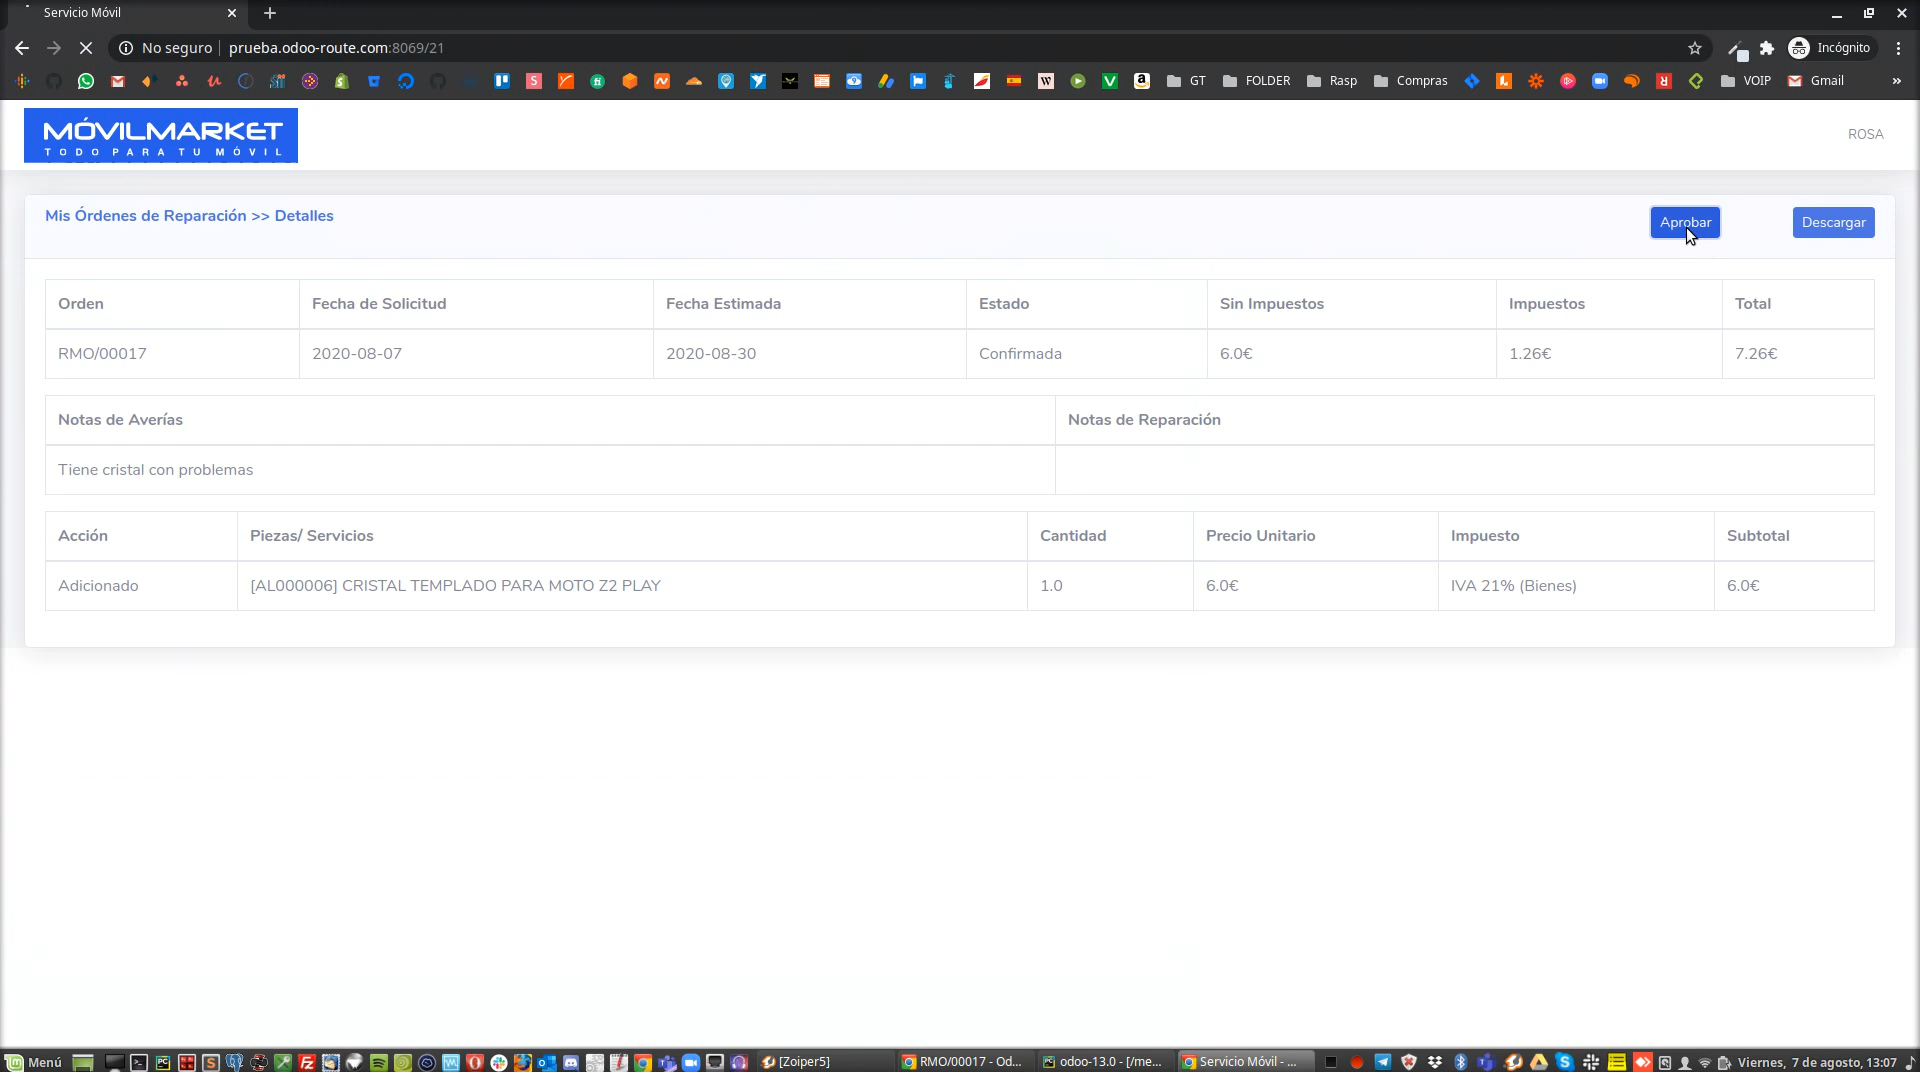 Servicio Móvil
No seguro prueba.odoo-route.com:8069/21 Incógnito
GT FOLDER Rasp Compras VOIP Gmail »
MÓVILMARKET
TODO PARA TU MÓVIL
ROSA
Mis Órdenes de Reparación >> Detalles
Aprobar Descargar
Orden Fecha de Solicitud Fecha Estimada Estado Sin Impuestos Impuestos Total
RMO/00017 2020-08-07 2020-08-30 Confirmada 6.0€ 1.26€ 7.26€
Notas de Averías Notas de Reparación
Tiene cristal con problemas
Acción Piezas/ Servicios Cantidad Precio Unitario Impuesto Subtotal
Adicionado [AL000006] CRISTAL TEMPLADO PARA MOTO Z2 PLAY 1.0 6.0€ IVA 21% (Bienes) 6.0€
Menú [Zoiper5] RMO/00017 - Od... odoo-13.0 - [/me... Servicio Móvil - ... Viernes, 7 de agosto, 13:07